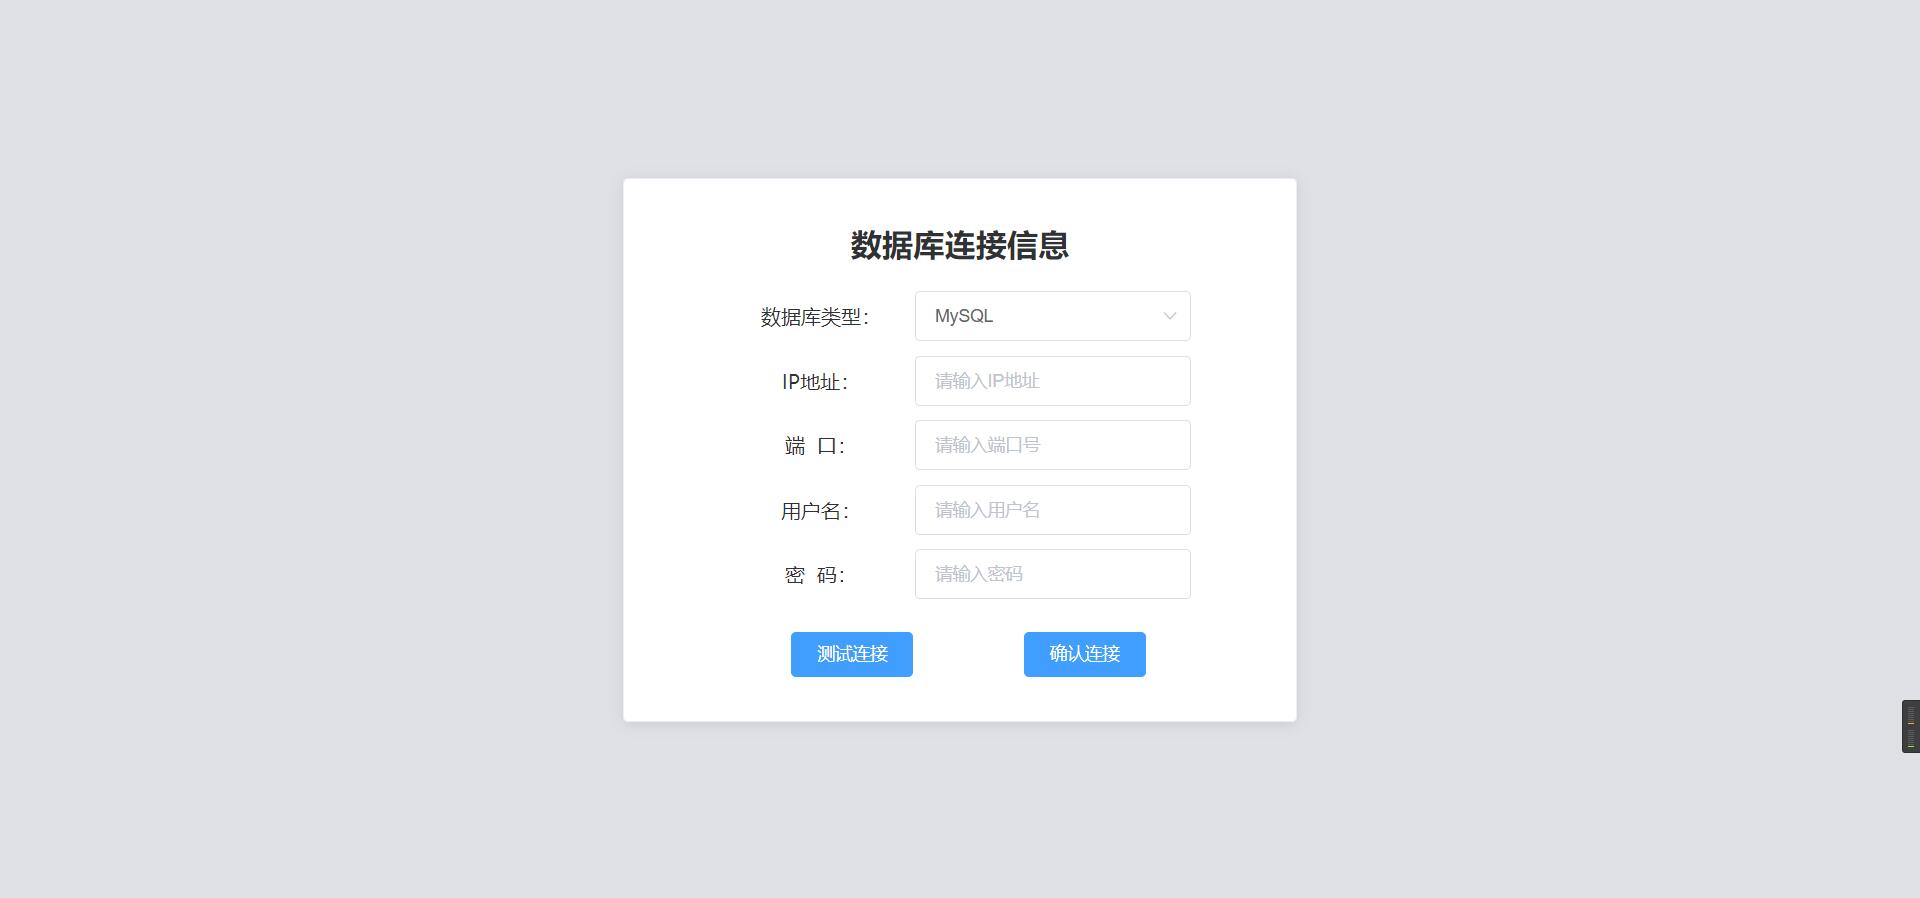 数据库连接信息
数据库类型： MySQL
IP地址： 请输入IP地址
端 口： 请输入端口号
用户名： 请输入用户名
密 码： 请输入密码
测试连接 确认连接